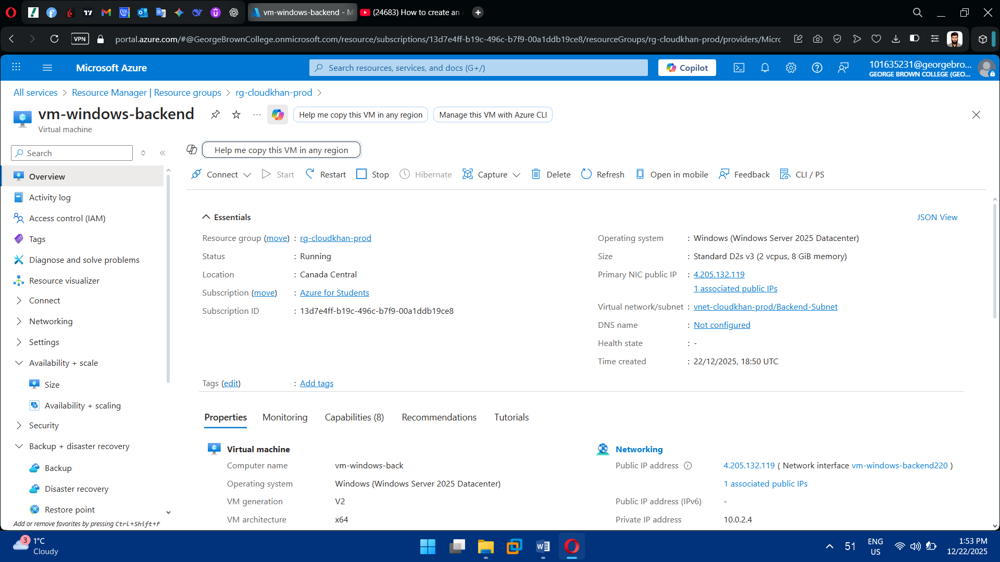 vm-windows-backend - M
(24683) How to create an
VPN
portal.azure.com/#@GeorgeBrownCollege.onmicrosoft.com/resource/subscriptions/13d7e4ff-b19c-496c-b7f9-00a1ddb19ce8/resourceGroups/rg-cloudkhan-prod/providers/Micro
Microsoft Azure
Search resources, services, and docs (G+/)
Copilot
101635231@georgebro...
GEORGE BROWN COLLEGE (GEO...
All services > Resource Manager | Resource groups > rg-cloudkhan-prod >
vm-windows-backend
Virtual machine
Help me copy this VM in any region
Manage this VM with Azure CLI
Search
Help me copy this VM in any region
Connect
Start
Restart
Stop
Hibernate
Capture
Delete
Refresh
Open in mobile
Feedback
CLI / PS
Overview
Activity log
Access control (IAM)
Tags
Diagnose and solve problems
Resource visualizer
Connect
Networking
Settings
Availability + scale
Size
Availability + scaling
Security
Backup + disaster recovery
Backup
Disaster recovery
Restore point
Add or remove favorites by pressing Ctrl+Shift+F
Essentials
JSON View
Resource group (move) : rg-cloudkhan-prod
Status : Running
Location : Canada Central
Subscription (move) : Azure for Students
Subscription ID : 13d7e4ff-b19c-496c-b7f9-00a1ddb19ce8
Operating system : Windows (Windows Server 2025 Datacenter)
Size : Standard D2s v3 (2 vcpus, 8 GiB memory)
Primary NIC public IP : 4.205.132.119
1 associated public IPs
Virtual network/subnet : vnet-cloudkhan-prod/Backend-Subnet
DNS name : Not configured
Health state : -
Time created : 22/12/2025, 18:50 UTC
Tags (edit) : Add tags
Properties
Monitoring
Capabilities (8)
Recommendations
Tutorials
Virtual machine
Computer name vm-windows-back
Operating system Windows (Windows Server 2025 Datacenter)
VM generation V2
VM architecture x64
Networking
Public IP address 4.205.132.119 ( Network interface vm-windows-backend220 )
1 associated public IPs
Public IP address (IPv6) -
Private IP address 10.0.2.4
3
1°C
Cloudy
51
ENG
US
1:53 PM
12/22/2025